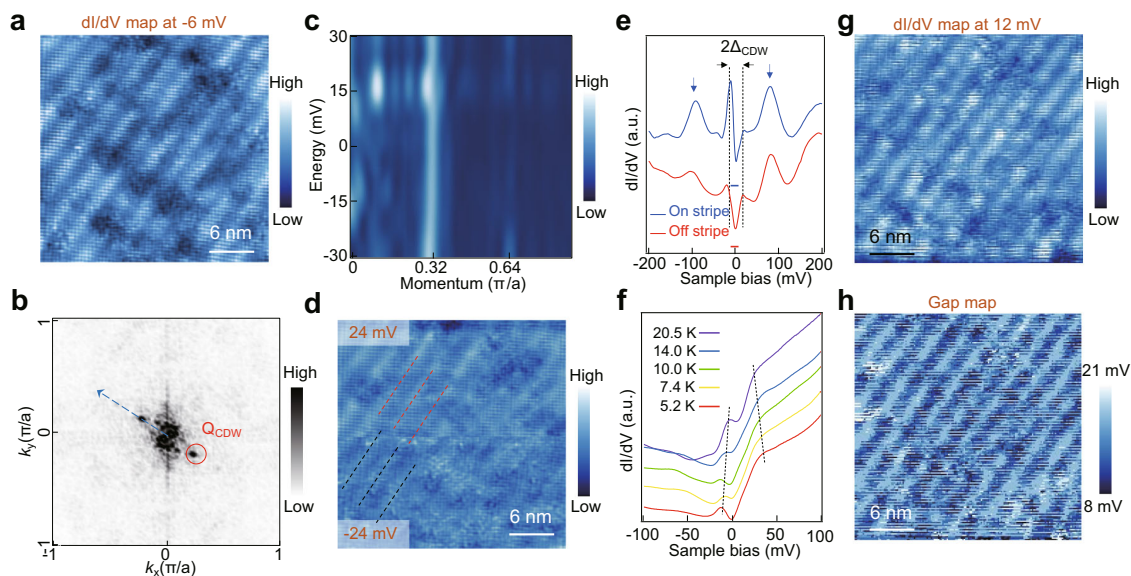 a
dI/dV map at -6 mV
High
Low
6 nm
b
1
0
-1
kᵧ(π/a)
-1
0
1
kₓ(π/a)
Q_CDW
High
Low
c
30
15
0
-15
-30
Energy (mV)
0
0.32
0.64
Momentum (π/a)
High
Low
d
24 mV
-24 mV
6 nm
High
Low
e
2Δ_CDW
dI/dV (a.u.)
On stripe
Off stripe
-200
-100
0
100
200
Sample bias (mV)
f
20.5 K
14.0 K
10.0 K
7.4 K
5.2 K
dI/dV (a.u.)
-100
-50
0
50
100
Sample bias (mV)
g
dI/dV map at 12 mV
High
Low
6 nm
h
Gap map
21 mV
8 mV
6 nm